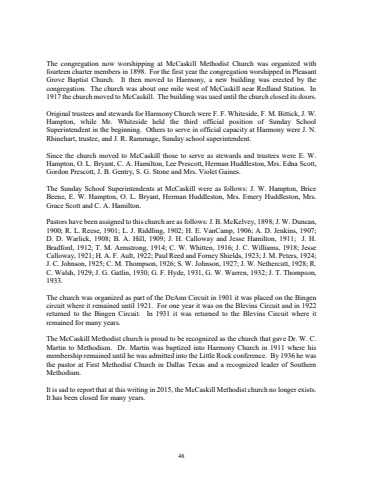 The congregation now worshipping at McCaskill Methodist Church was organized with
fourteen charter members in 1898. For the first year the congregation worshipped in Pleasant
Grove Baptist Church. It then moved to Harmony, a new building was erected by the
congregation. The church was about one mile west of McCaskill near Redland Station. In
1917 the church moved to McCaskill. The building was used until the church closed its doors.
Original trustees and stewards for Harmony Church were F. F. Whiteside, F. M. Bittick, J. W.
Hampton, while Mr. Whiteside held the third official position of Sunday School
Superintendent in the beginning. Others to serve in official capacity at Harmony were J. N.
Rhinehart, trustee, and J. R. Rammage, Sunday school superintendent.
Since the church moved to McCaskill those to serve as stewards and trustees were E. W.
Hampton, O. L. Bryant, C. A. Hamilton, Lee Prescott, Herman Huddleston, Mrs. Edna Scott,
Gordon Prescott, J. B. Gentry, S. G. Stone and Mrs. Violet Gaines.
The Sunday School Superintendents at McCaskill were as follows: J. W. Hampton, Brice
Beene, E. W. Hampton, O. L. Bryant, Herman Huddleston, Mrs. Emery Huddleston, Mrs.
Grace Scott and C. A. Hamilton.
Pastors have been assigned to this church are as follows: J. B. McKelvey, 1898; J. W. Duncan,
1900; R. L. Reese, 1901; L. J. Riddling, 1902; H. E. VanCamp, 1906; A. D. Jenkins, 1907;
D. D. Warlick, 1908; B. A. Hill, 1909; J. H. Calloway and Jesse Hamilton, 1911; J. H.
Bradford, 1912; T. M. Armstrong, 1914; C. W. Whitten, 1916; J. C. Williams, 1918; Jesse
Calloway, 1921; H. A. F. Ault, 1922; Paul Reed and Forney Shields, 1923; J. M. Peters, 1924;
J. C. Johnson, 1925; C. M. Thompson, 1926; S. W. Johnson, 1927; J. W. Nethercutt, 1928; R.
C. Walsh, 1929; J. G. Gatlin, 1930; G. F. Hyde, 1931, G. W. Warren, 1932; J. T. Thompson,
1933.
The church was organized as part of the DeAnn Circuit in 1901 it was placed on the Bingen
circuit where it remained until 1921. For one year it was on the Blevins Circuit and in 1922
returned to the Bingen Circuit. In 1931 it was returned to the Blevins Circuit where it
remained for many years.
The McCaskill Methodist church is proud to be recognized as the church that gave Dr. W. C.
Martin to Methodism. Dr. Martin was baptized into Harmony Church in 1911 where his
membership remained until he was admitted into the Little Rock conference. By 1936 he was
the pastor at First Methodist Church in Dallas Texas and a recognized leader of Southern
Methodism.
It is sad to report that at this writing in 2015, the McCaskill Methodist church no longer exists.
It has been closed for many years.
48